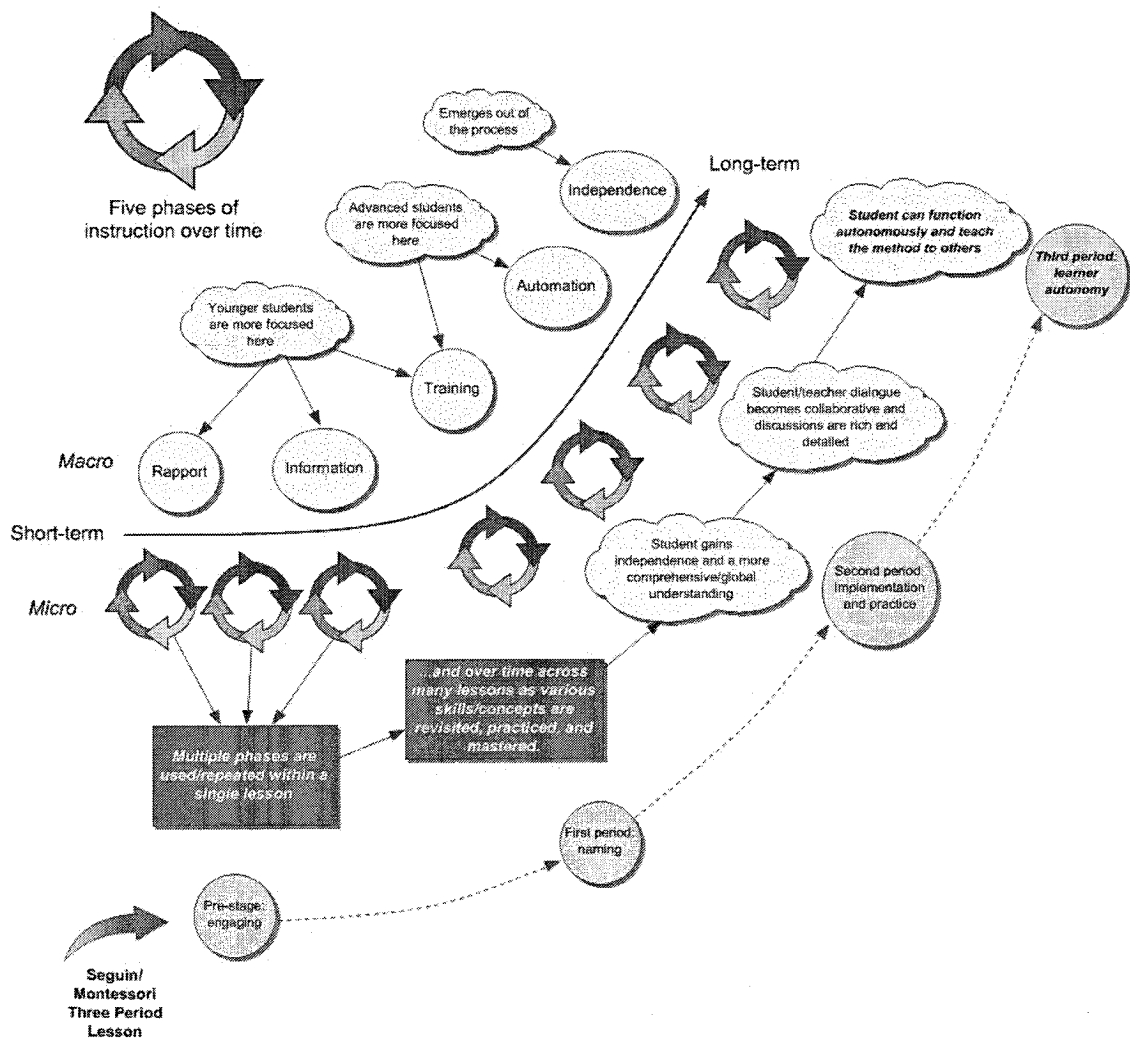 Five phases of
instruction over time
Emerges out of
the process
Independence
Long-term
Advanced students
are more focused
here
Automation
Student can function
autonomously and teach
the method to others
Third period:
learner
autonomy
Younger students
are more focused
here
Training
Student/teacher dialogue
becomes collaborative and
discussions are rich and
detailed
Macro
Rapport
Information
Short-term
Student gains
independence and a more
comprehensive/global
understanding
Second period:
implementation
and practice
Micro
...and over time across
many lessons as various
skills/concepts are
revisited, practiced, and
mastered.
Multiple phases are
used/repeated within a
single lesson
First period:
naming
Pre-stage:
engaging
Seguin/
Montessori
Three Period
Lesson